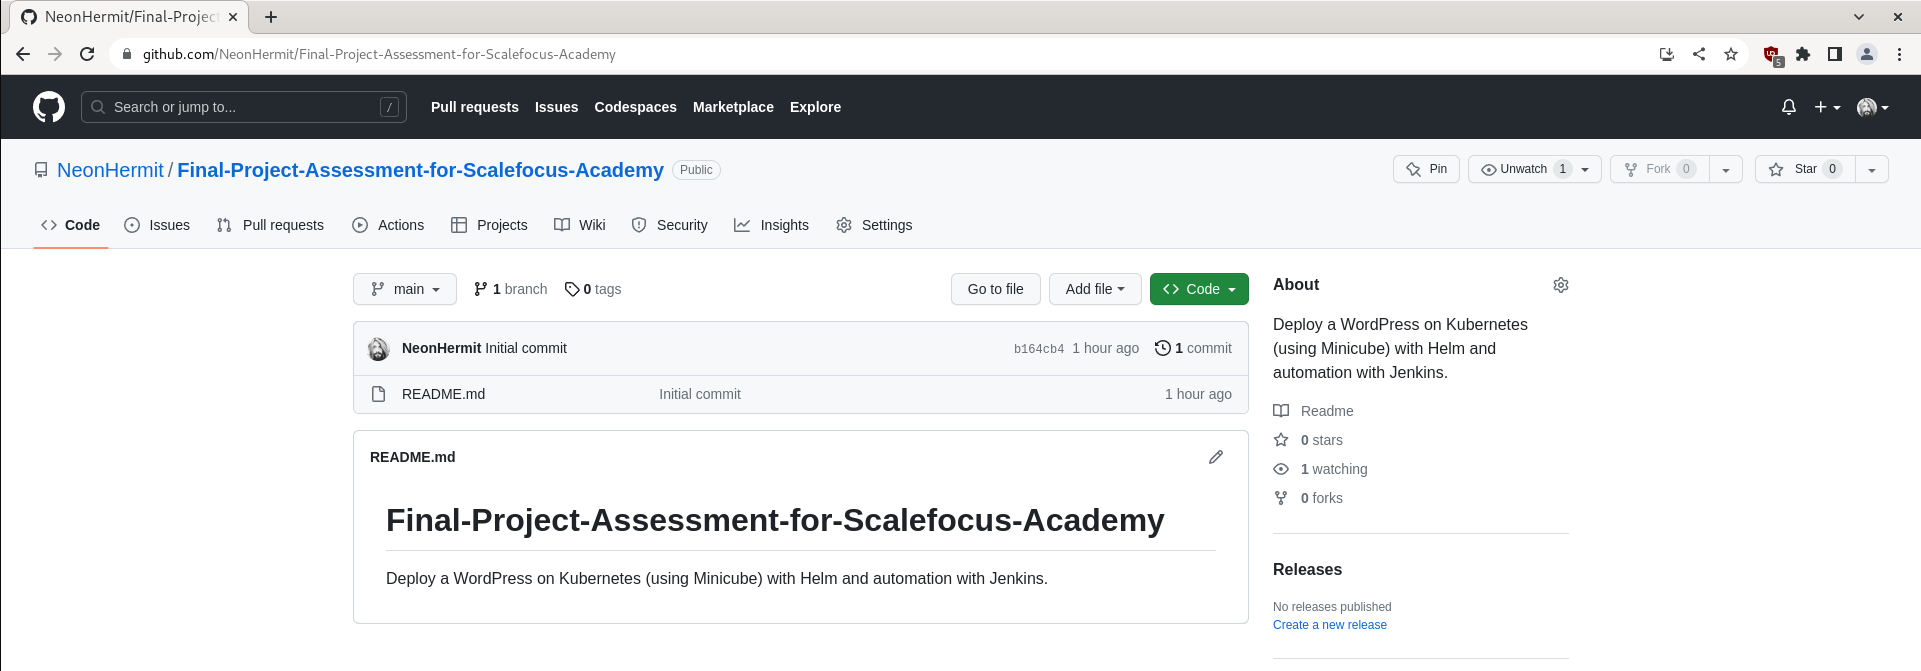 NeonHermit/Final-Projec
github.com/NeonHermit/Final-Project-Assessment-for-Scalefocus-Academy
5
Search or jump to... /
Pull requests Issues Codespaces Marketplace Explore
NeonHermit / Final-Project-Assessment-for-Scalefocus-Academy Public
Pin Unwatch 1 Fork 0 Star 0
Code Issues Pull requests Actions Projects Wiki Security Insights Settings
main 1 branch 0 tags Go to file Add file Code
NeonHermit Initial commit b164cb4 1 hour ago 1 commit
README.md Initial commit 1 hour ago
README.md
Final-Project-Assessment-for-Scalefocus-Academy
Deploy a WordPress on Kubernetes (using Minicube) with Helm and automation with Jenkins.
About
Deploy a WordPress on Kubernetes
(using Minicube) with Helm and
automation with Jenkins.
Readme
0 stars
1 watching
0 forks
Releases
No releases published
Create a new release